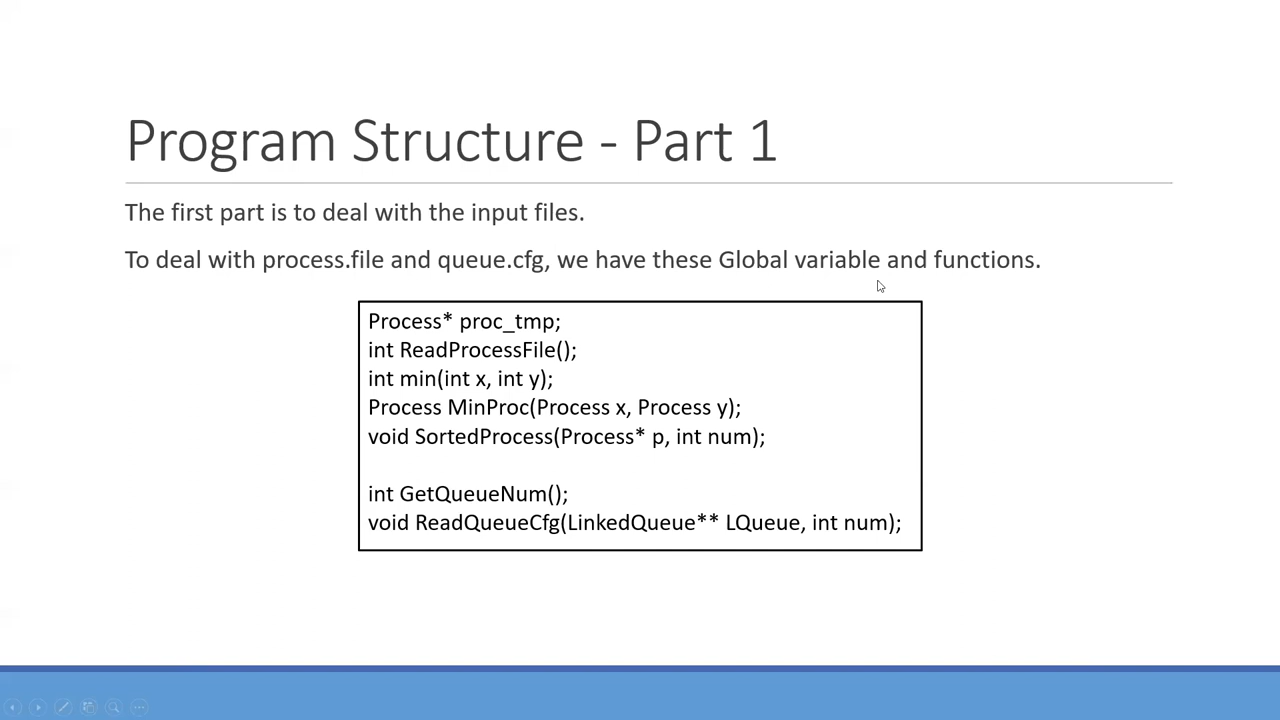 Program Structure - Part 1
The first part is to deal with the input files.
To deal with process.file and queue.cfg, we have these Global variable and functions.
Process* proc_tmp;
int ReadProcessFile();
int min(int x, int y);
Process MinProc(Process x, Process y);
void SortedProcess(Process* p, int num);
int GetQueueNum();
void ReadQueueCfg(LinkedQueue** LQueue, int num);